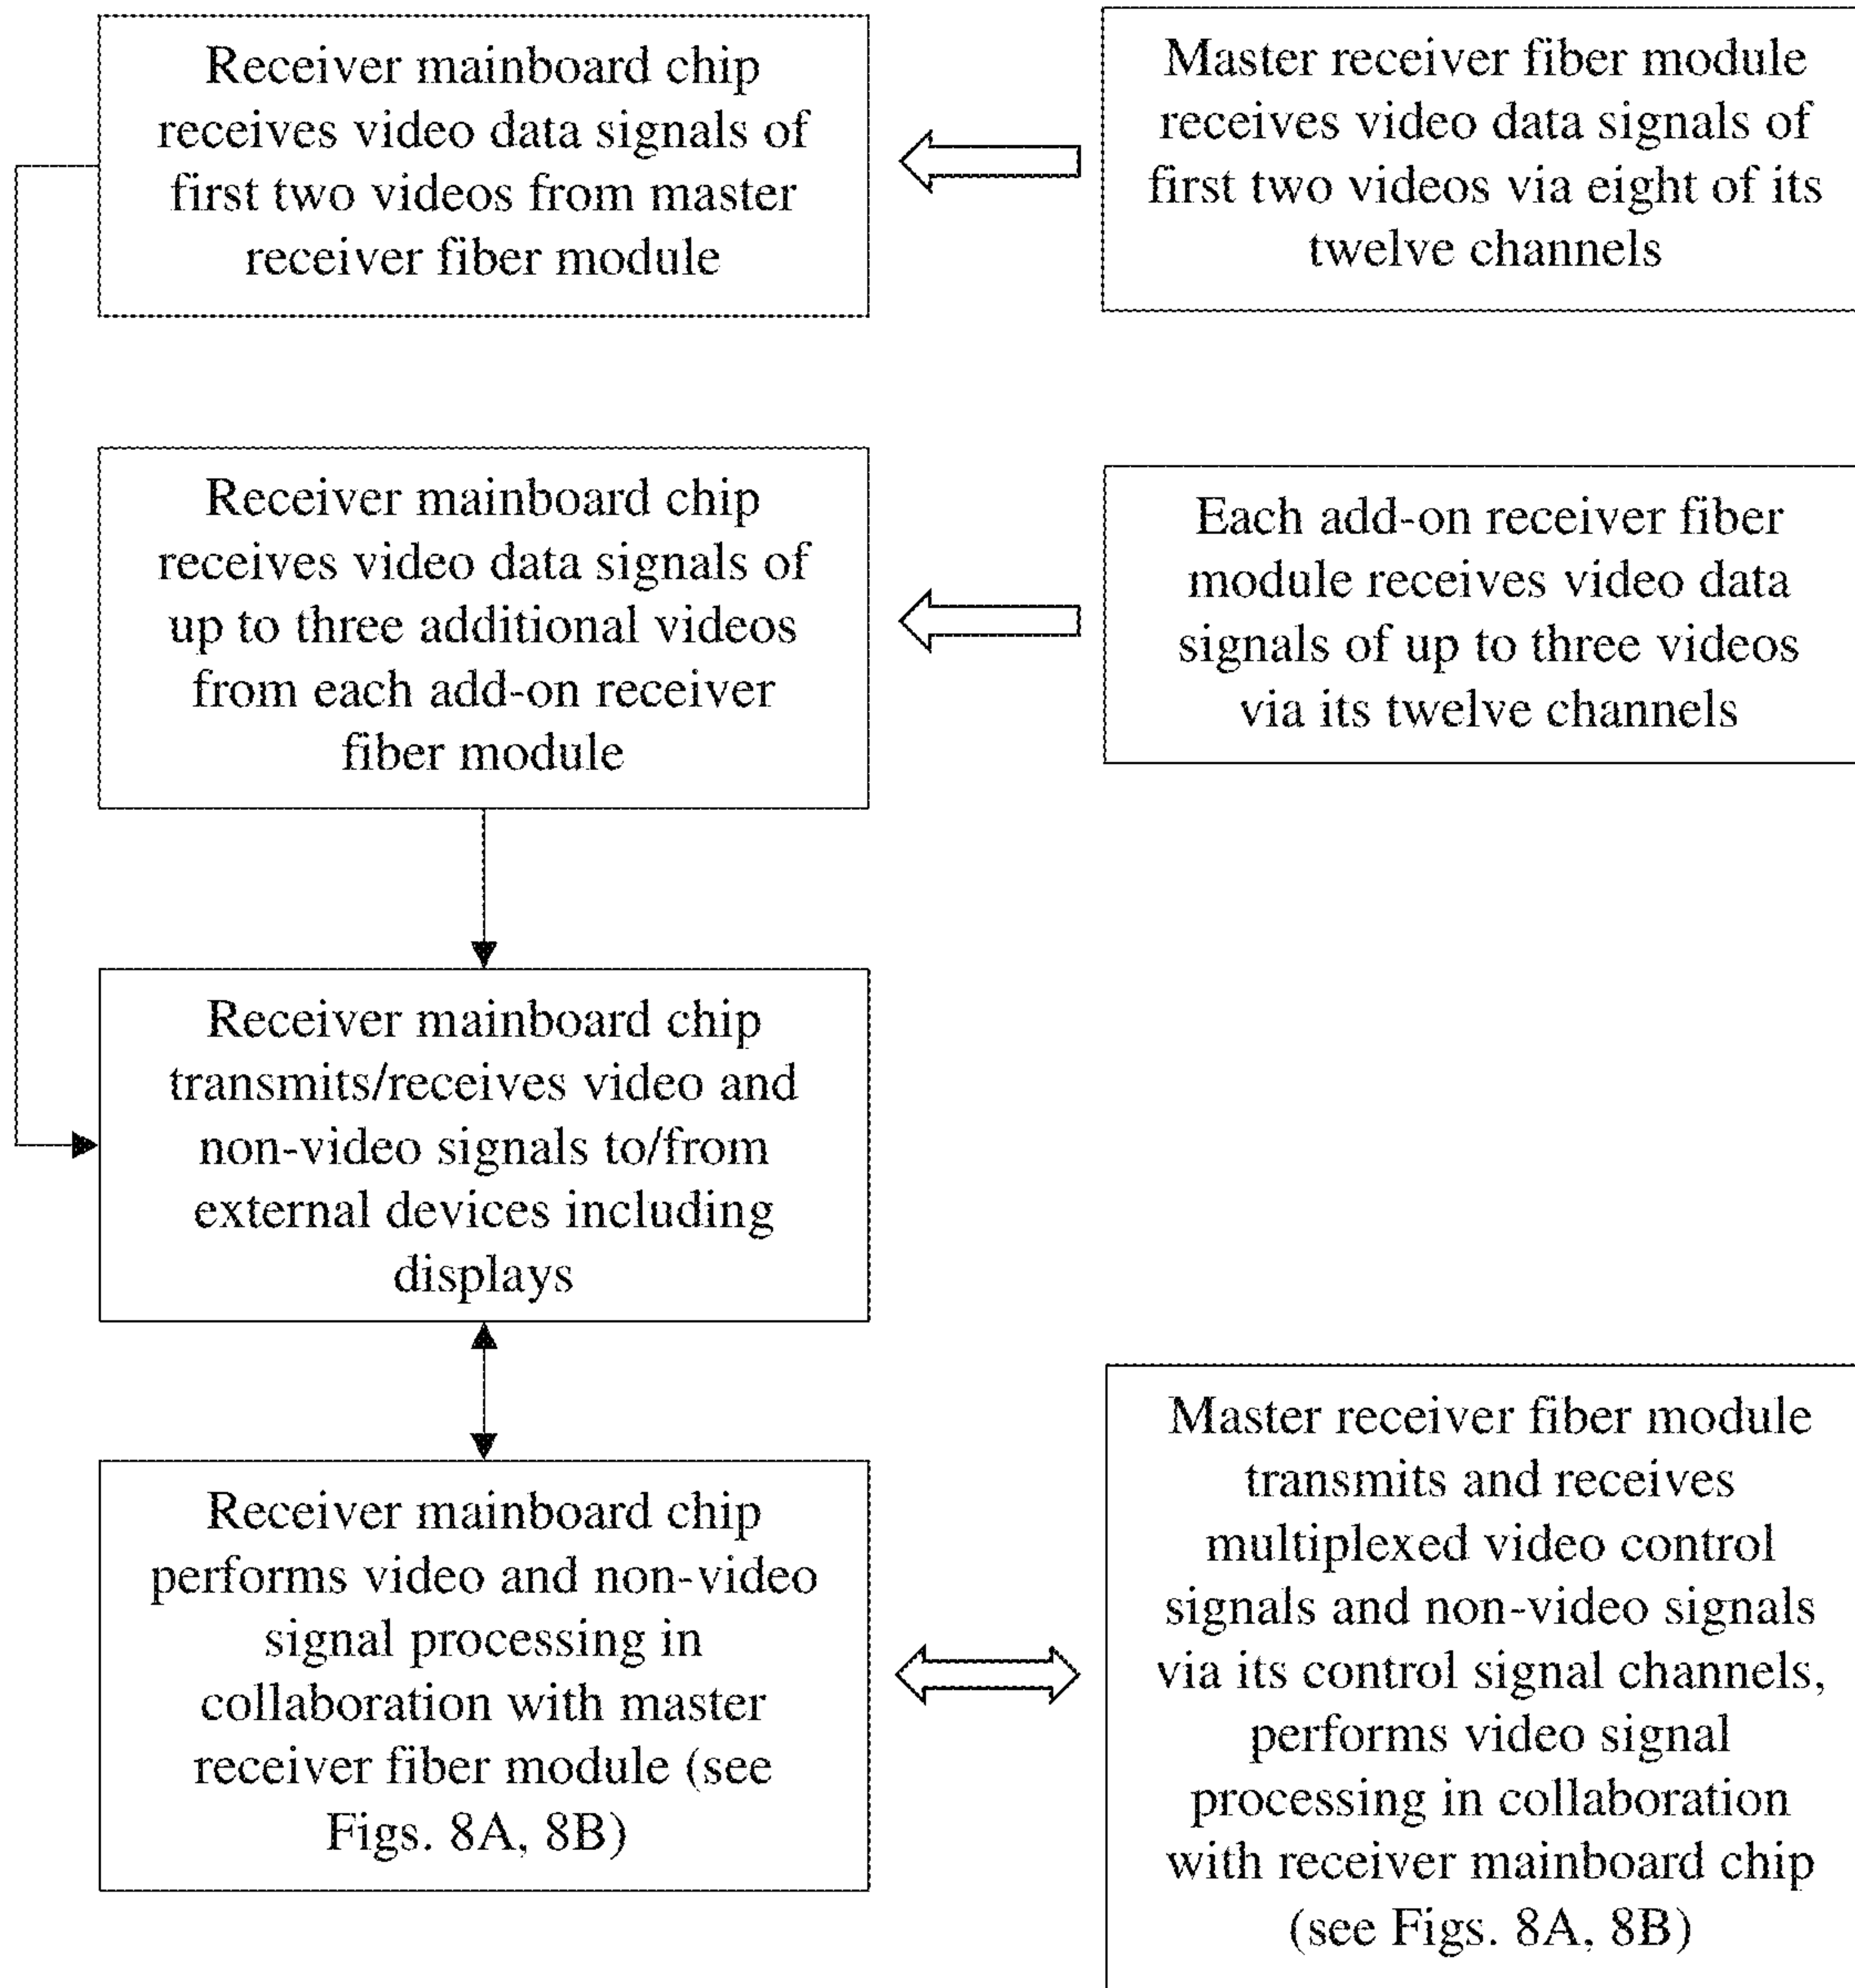 Receiver mainboard chip
receives video data signals of
first two videos from master
receiver fiber module
Master receiver fiber module
receives video data signals of
first two videos via eight of its
twelve channels
Receiver mainboard chip
receives video data signals of
up to three additional videos
from each add-on receiver
fiber module
Each add-on receiver fiber
module receives video data
signals of up to three videos
via its twelve channels
Receiver mainboard chip
transmits/receives video and
non-video signals to/from
external devices including
displays
Receiver mainboard chip
performs video and non-video
signal processing in
collaboration with master
receiver fiber module (see
Figs. 8A, 8B)
Master receiver fiber module
transmits and receives
multiplexed video control
signals and non-video signals
via its control signal channels,
performs video signal
processing in collaboration
with receiver mainboard chip
(see Figs. 8A, 8B)